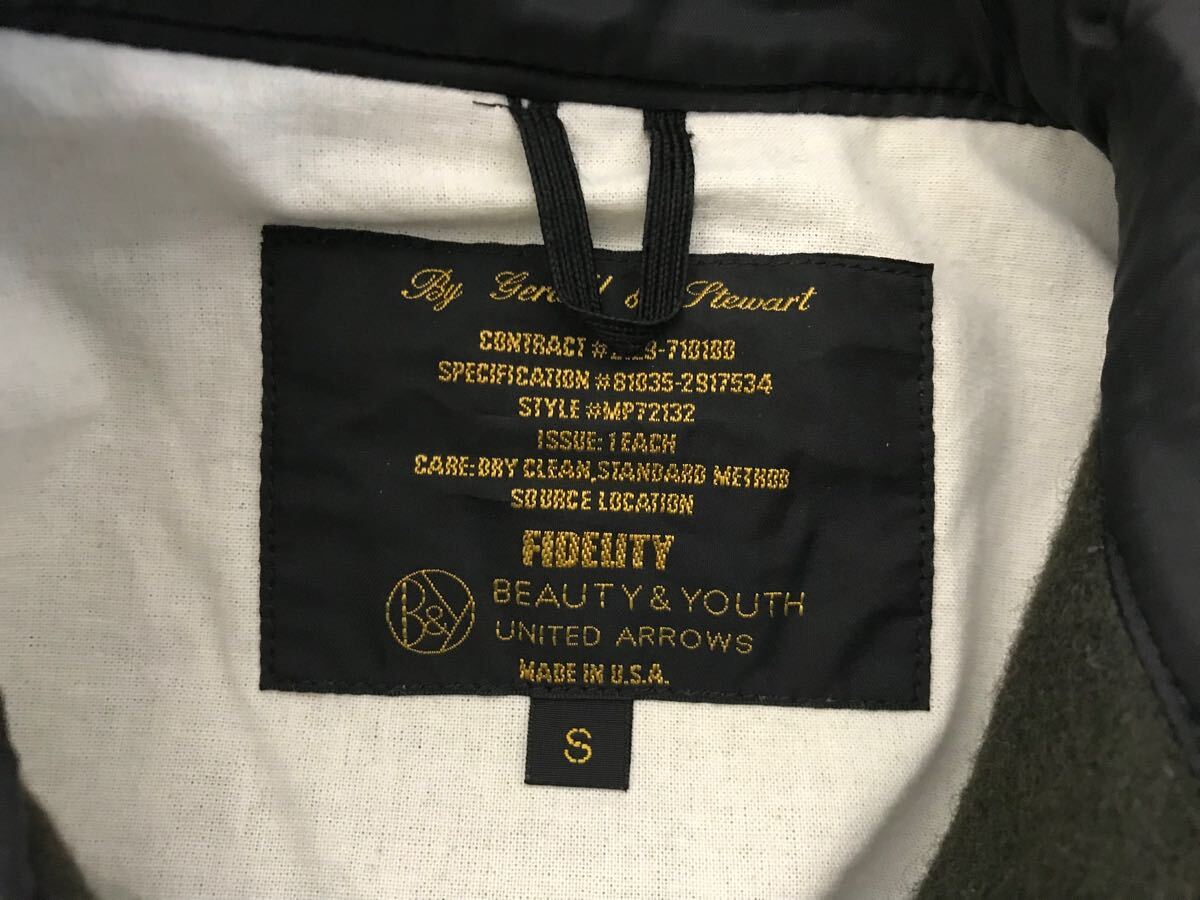 By & Stewart
CONTRACT
SPECIFICATION #81035-2917534
STYLE #MP72132
ISSUE: 1 EACH
CARE: DRY CLEAN, STANDARD METHOD
SOURCE LOCATION
FIDELITY
B&Y
BEAUTY & YOUTH
UNITED ARROWS
MADE IN U.S.A.
S